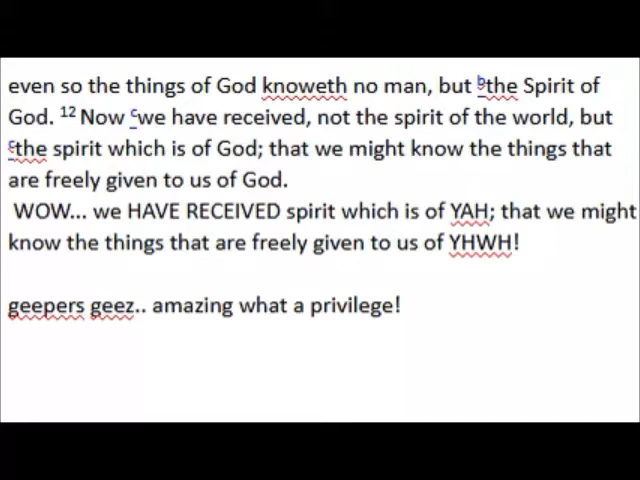 even so the things of God knoweth no man, but bthe Spirit of
God. 12 Now cwe have received, not the spirit of the world, but
cthe spirit which is of God; that we might know the things that
are freely given to us of God.
WOW... we HAVE RECEIVED spirit which is of YAH; that we might
know the things that are freely given to us of YHWH!
geepers geez.. amazing what a privilege!